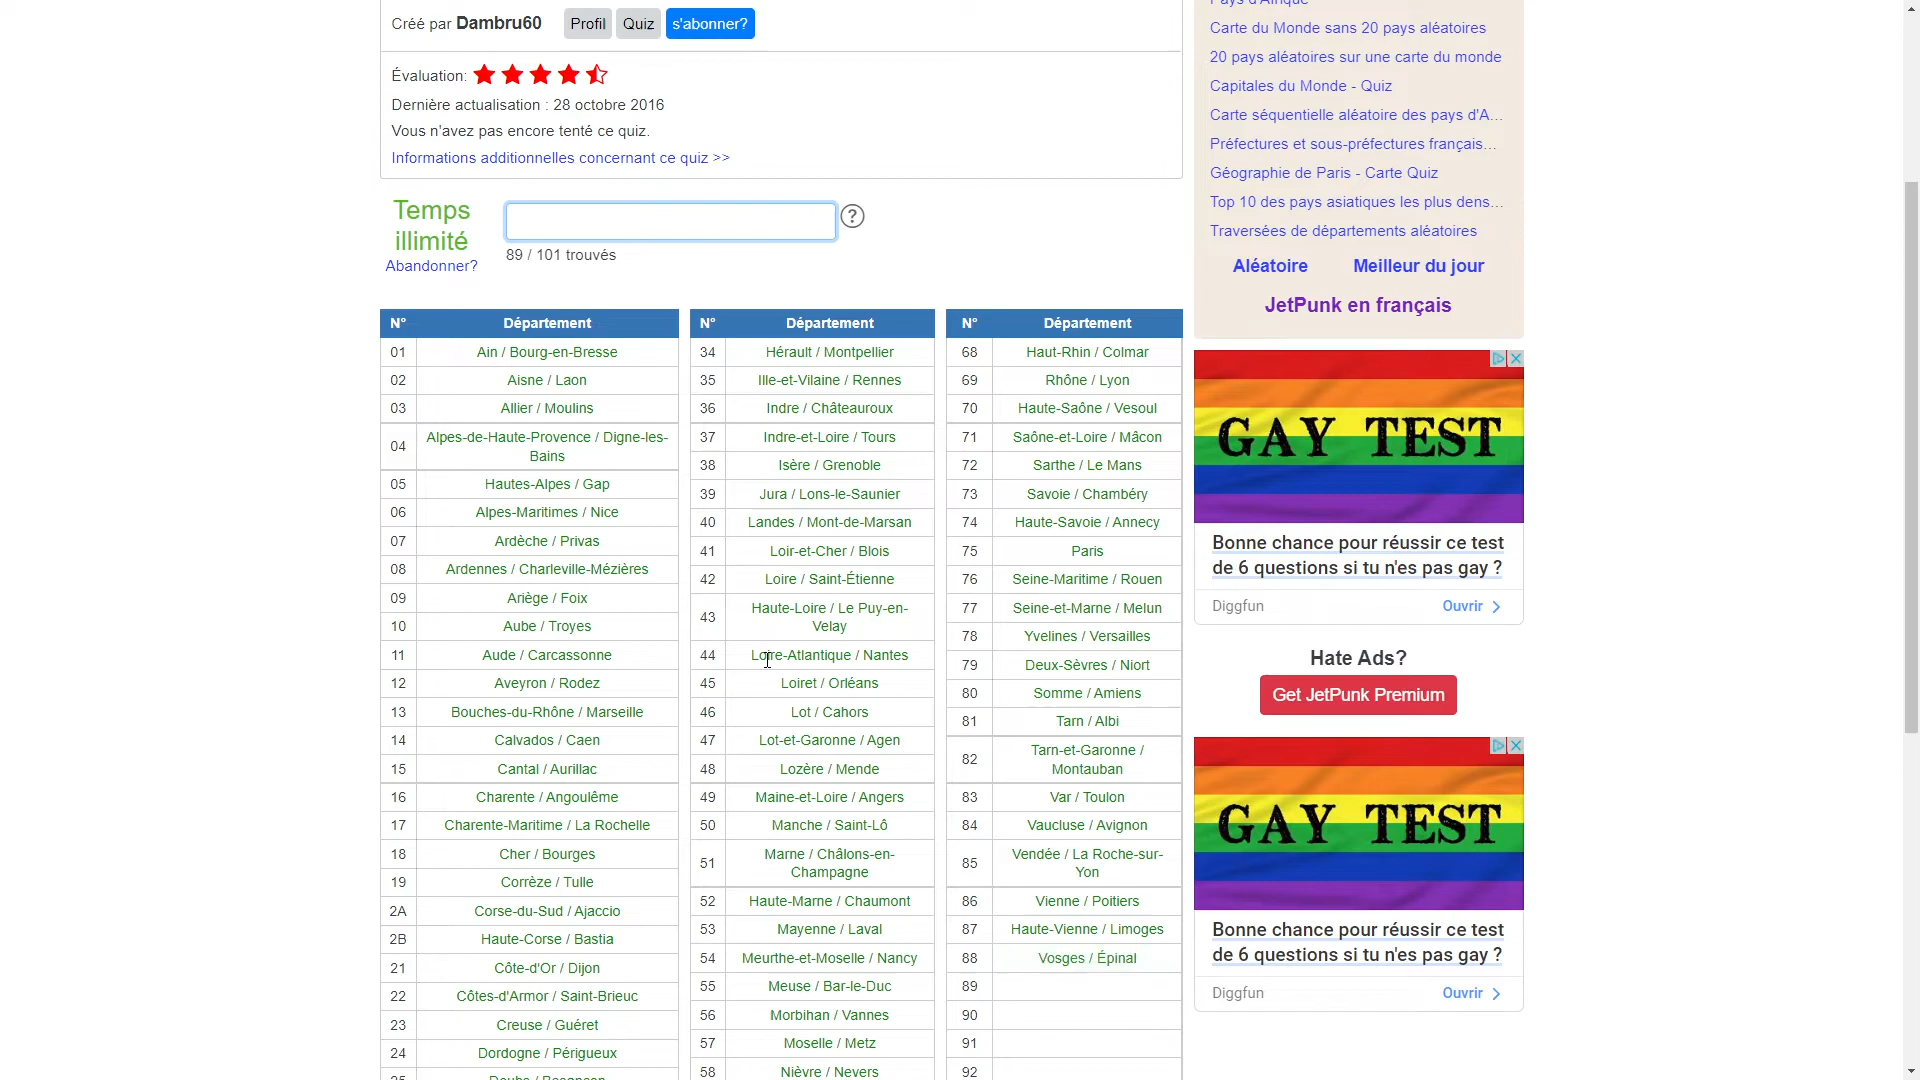 Créé par Dambru60 Profil Quiz s'abonner?
Évaluation:
Dernière actualisation : 28 octobre 2016
Vous n'avez pas encore tenté ce quiz.
Informations additionnelles concernant ce quiz >>
Temps
illimité
Abandonner?
?
89 / 101 trouvés
N° Département
01 Ain / Bourg-en-Bresse
02 Aisne / Laon
03 Allier / Moulins
04 Alpes-de-Haute-Provence / Digne-les-
Bains
05 Hautes-Alpes / Gap
06 Alpes-Maritimes / Nice
07 Ardèche / Privas
08 Ardennes / Charleville-Mézières
09 Ariège / Foix
10 Aube / Troyes
11 Aude / Carcassonne
12 Aveyron / Rodez
13 Bouches-du-Rhône / Marseille
14 Calvados / Caen
15 Cantal / Aurillac
16 Charente / Angoulême
17 Charente-Maritime / La Rochelle
18 Cher / Bourges
19 Corrèze / Tulle
2A Corse-du-Sud / Ajaccio
2B Haute-Corse / Bastia
21 Côte-d'Or / Dijon
22 Côtes-d'Armor / Saint-Brieuc
23 Creuse / Guéret
24 Dordogne / Périgueux
25 Doubs / Besançon
N° Département
34 Hérault / Montpellier
35 Ille-et-Vilaine / Rennes
36 Indre / Châteauroux
37 Indre-et-Loire / Tours
38 Isère / Grenoble
39 Jura / Lons-le-Saunier
40 Landes / Mont-de-Marsan
41 Loir-et-Cher / Blois
42 Loire / Saint-Étienne
43 Haute-Loire / Le Puy-en-
Velay
44 Loire-Atlantique / Nantes
45 Loiret / Orléans
46 Lot / Cahors
47 Lot-et-Garonne / Agen
48 Lozère / Mende
49 Maine-et-Loire / Angers
50 Manche / Saint-Lô
51 Marne / Châlons-en-
Champagne
52 Haute-Marne / Chaumont
53 Mayenne / Laval
54 Meurthe-et-Moselle / Nancy
55 Meuse / Bar-le-Duc
56 Morbihan / Vannes
57 Moselle / Metz
58 Nièvre / Nevers
N° Département
68 Haut-Rhin / Colmar
69 Rhône / Lyon
70 Haute-Saône / Vesoul
71 Saône-et-Loire / Mâcon
72 Sarthe / Le Mans
73 Savoie / Chambéry
74 Haute-Savoie / Annecy
75 Paris
76 Seine-Maritime / Rouen
77 Seine-et-Marne / Melun
78 Yvelines / Versailles
79 Deux-Sèvres / Niort
80 Somme / Amiens
81 Tarn / Albi
82 Tarn-et-Garonne /
Montauban
83 Var / Toulon
84 Vaucluse / Avignon
85 Vendée / La Roche-sur-
Yon
86 Vienne / Poitiers
87 Haute-Vienne / Limoges
88 Vosges / Épinal
89
90
91
92
Pays d'Afrique
Carte du Monde sans 20 pays aléatoires
20 pays aléatoires sur une carte du monde
Capitales du Monde - Quiz
Carte séquentielle aléatoire des pays d'A...
Préfectures et sous-préfectures français...
Géographie de Paris - Carte Quiz
Top 10 des pays asiatiques les plus dens...
Traversées de départements aléatoires
Aléatoire Meilleur du jour
JetPunk en français
GAY TEST
Bonne chance pour réussir ce test
de 6 questions si tu n'es pas gay ?
Diggfun Ouvrir
Hate Ads?
Get JetPunk Premium
GAY TEST
Bonne chance pour réussir ce test
de 6 questions si tu n'es pas gay ?
Diggfun Ouvrir